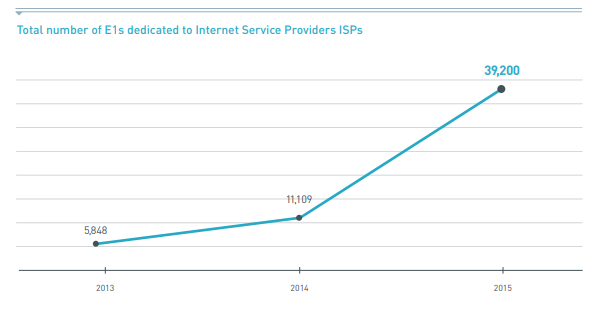 Total number of E1s dedicated to Internet Service Providers ISPs
39,200
11,109
5,848
2013 2014 2015